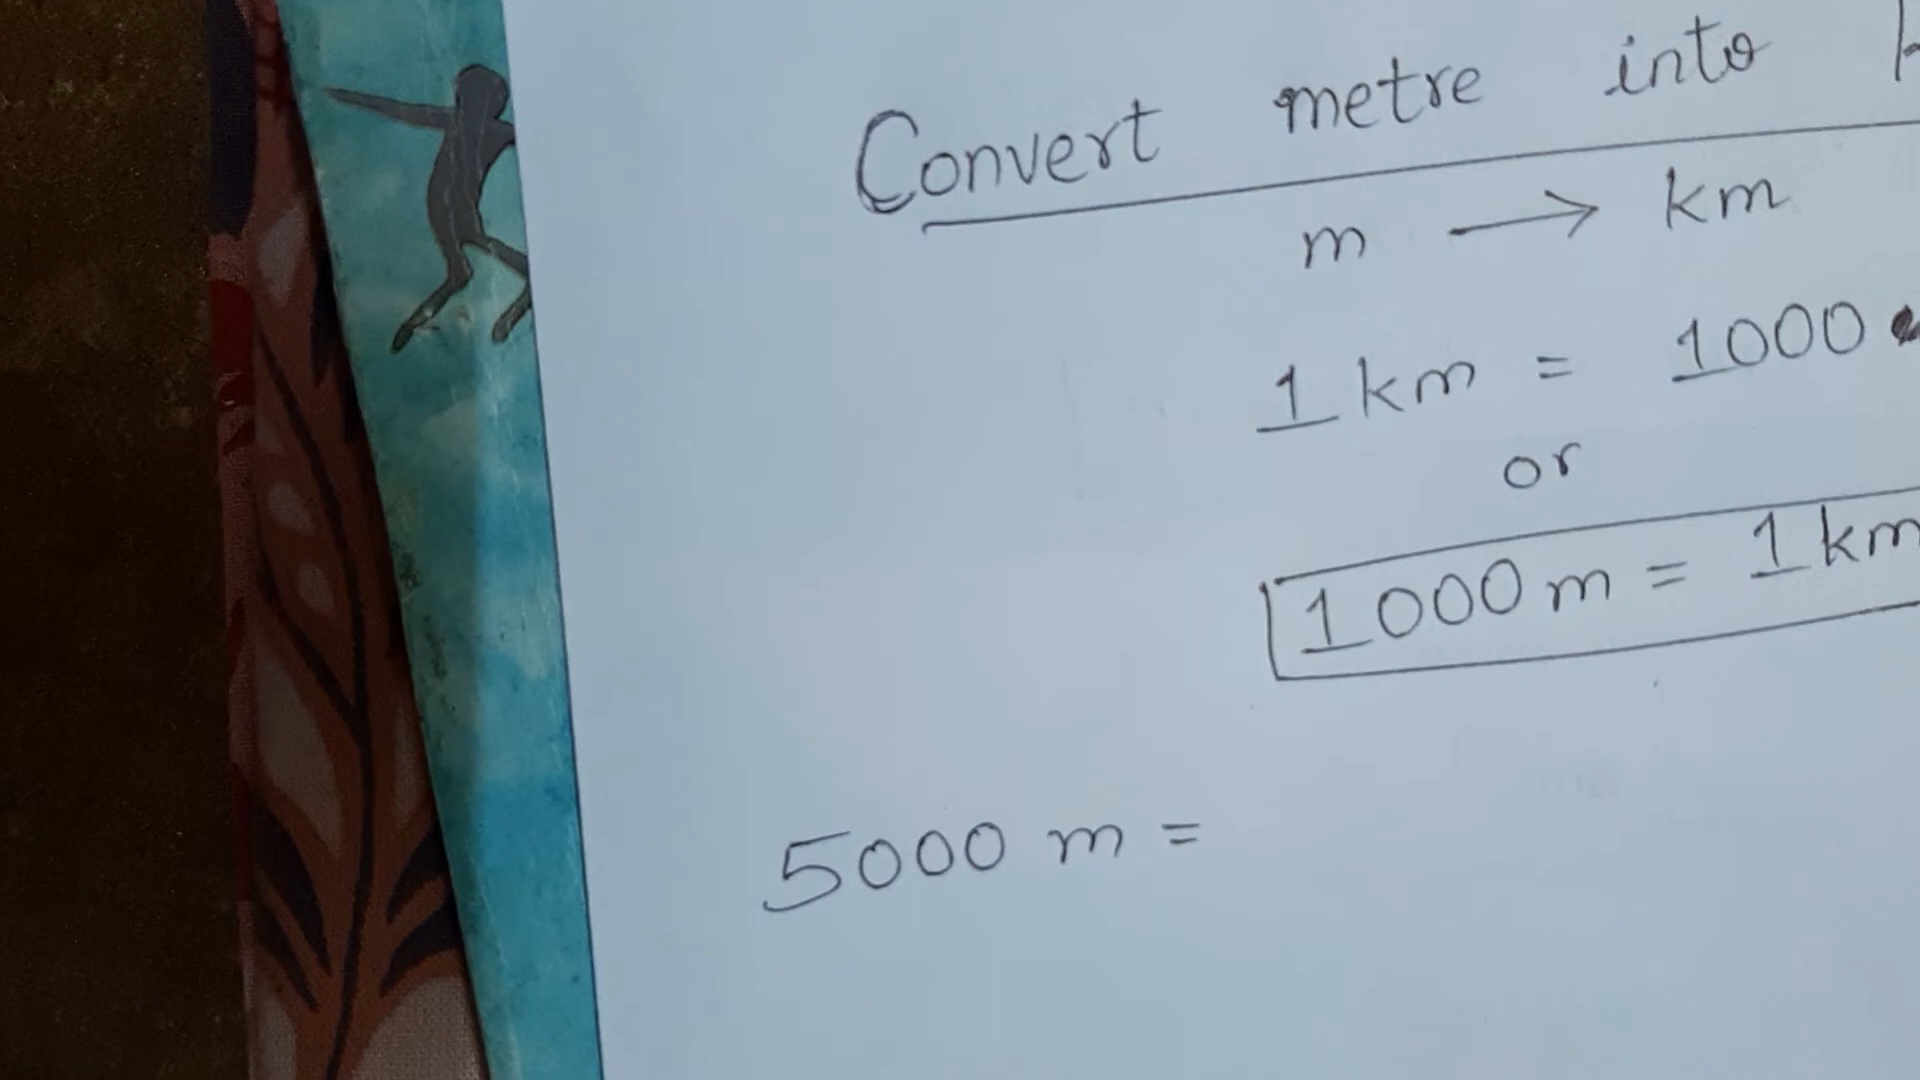 Convert metre into
m → km
1 km = 1000
or
1000 m = 1 km
5000 m =